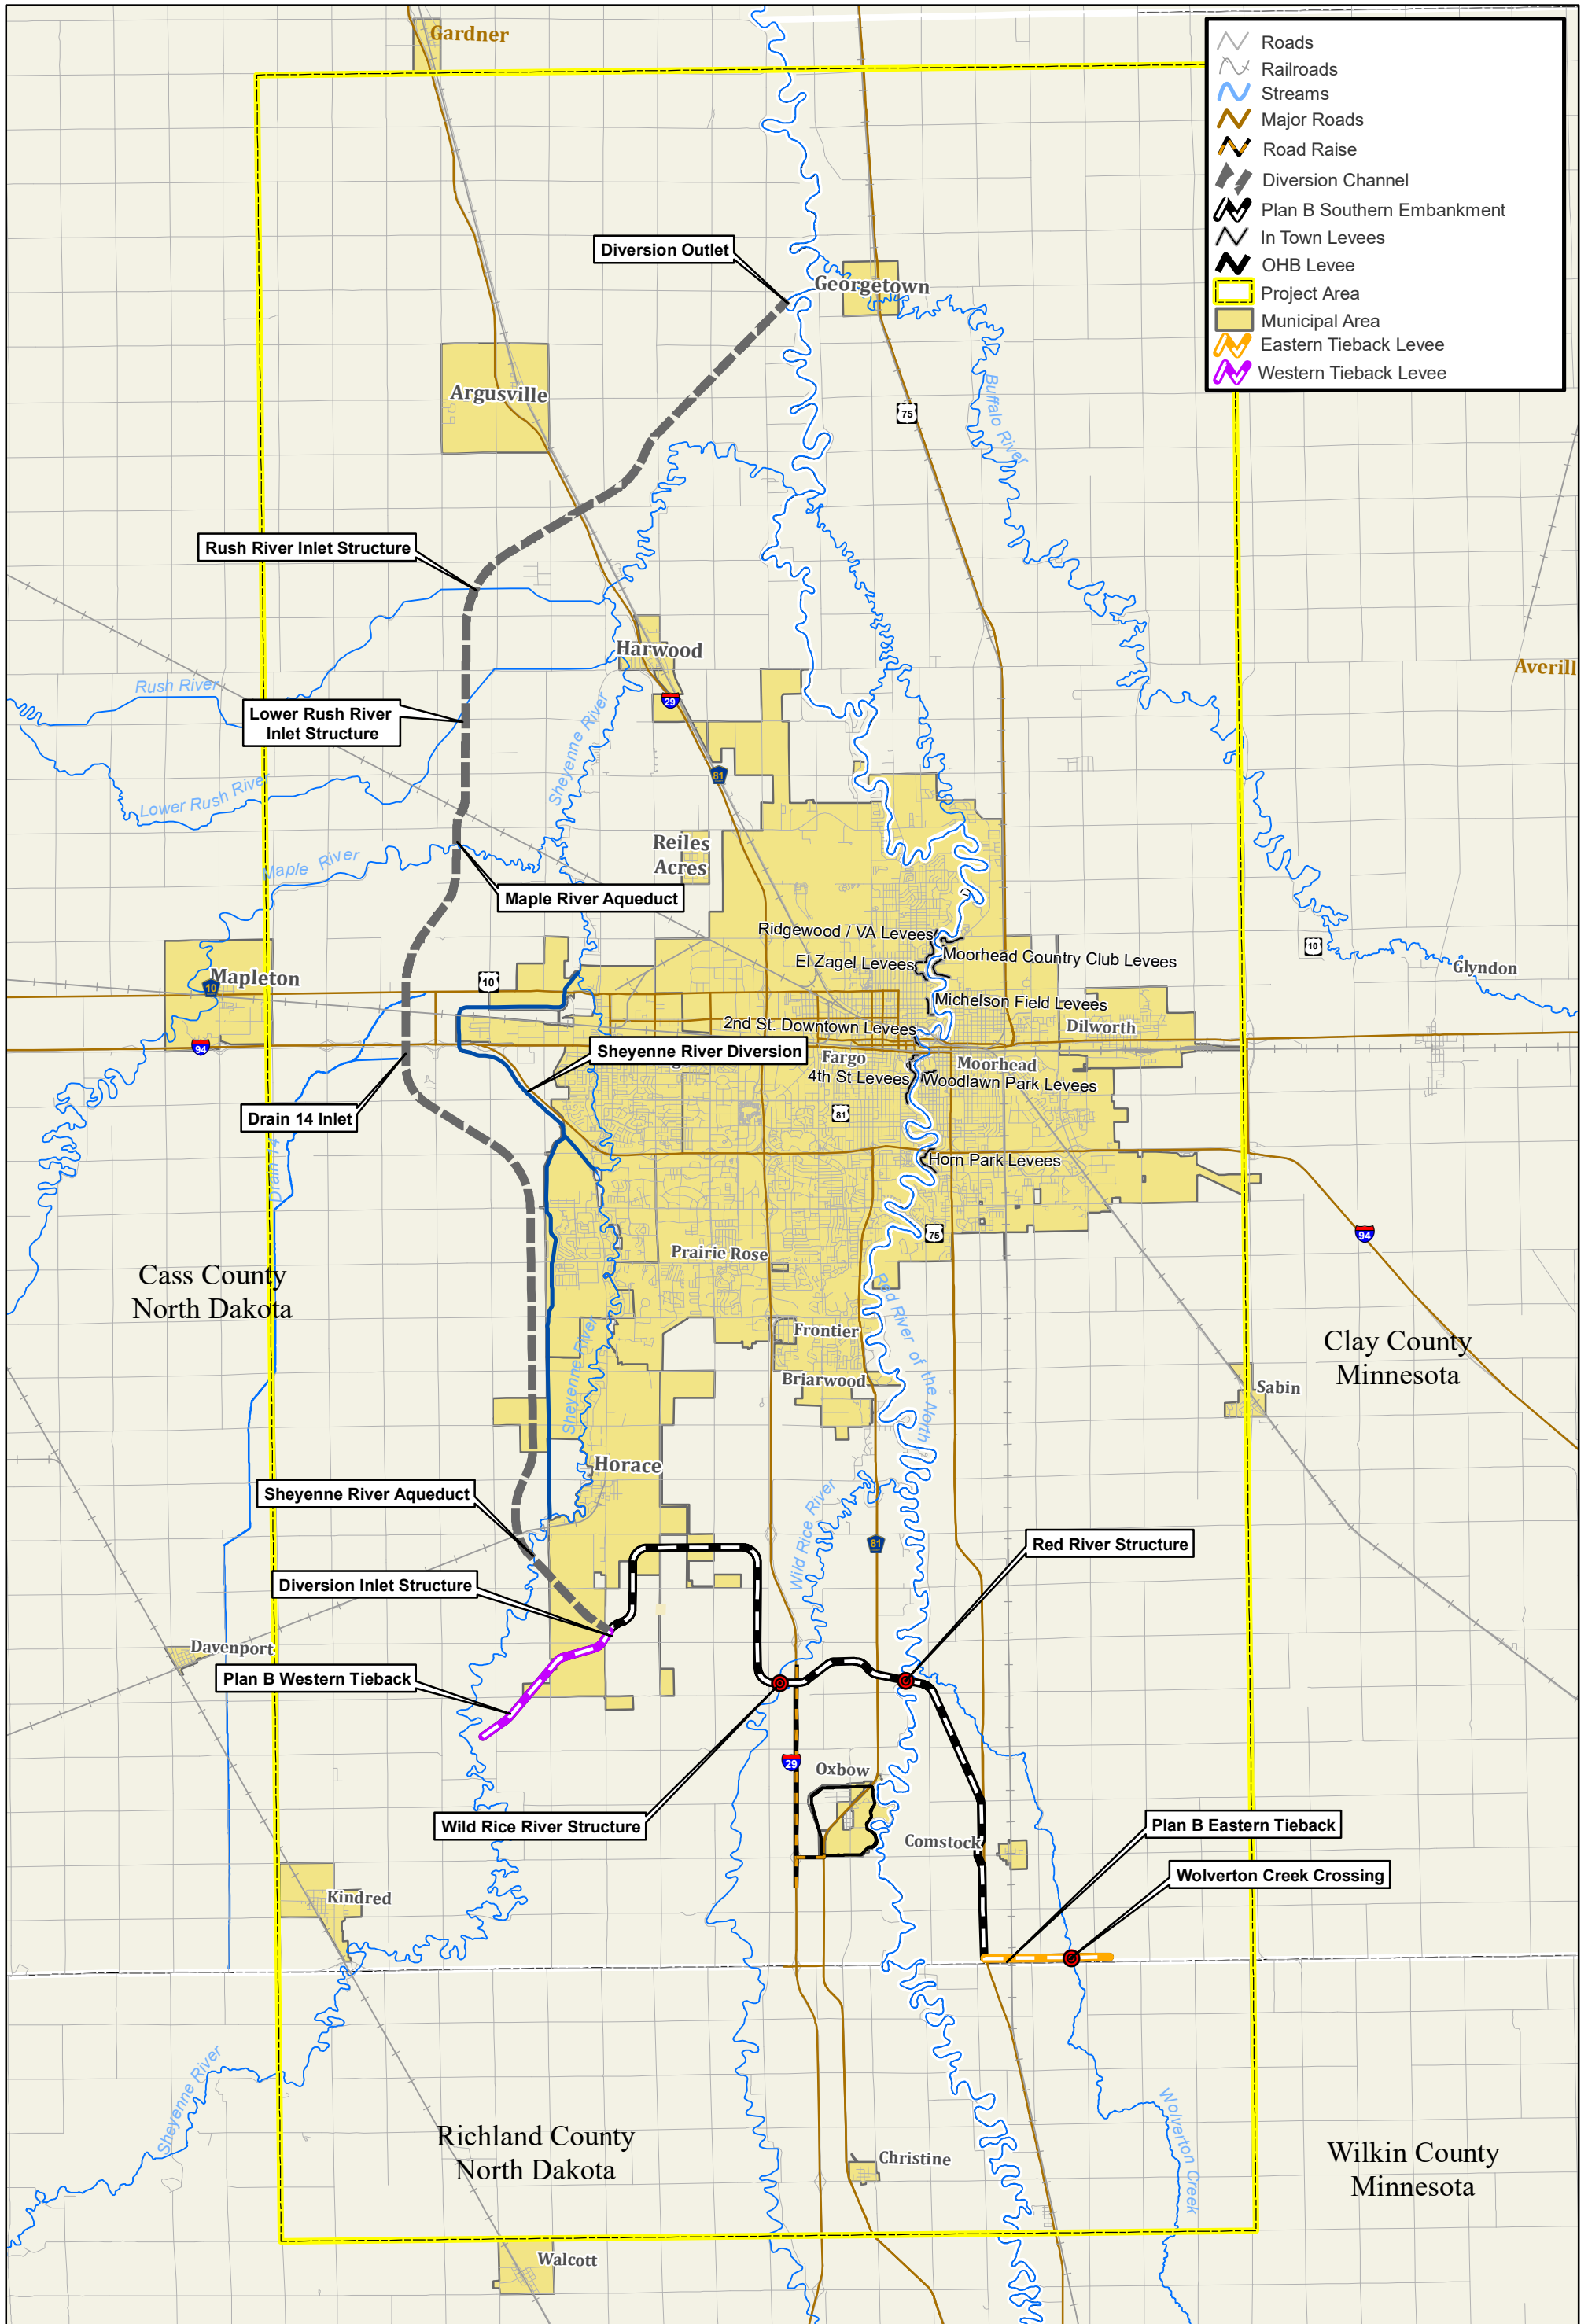 Gardner
Roads
Railroads
Streams
Major Roads
Road Raise
Diversion Channel
Plan B Southern Embankment
In Town Levees
OHB Levee
Project Area
Municipal Area
Eastern Tieback Levee
Western Tieback Levee
Diversion Outlet
Georgetown
Argusville
75
Buffalo River
Rush River Inlet Structure
Harwood
Averill
Rush River
29
Lower Rush River
Inlet Structure
Sheyenne River
81
Lower Rush River
Reiles
Acres
Maple River
Maple River Aqueduct
Ridgewood / VA Levees
Moorhead Country Club Levees
El Zagel Levees
10
Glyndon
Mapleton
10
10
Michelson Field Levees
2nd St. Downtown Levees
Dilworth
94
Sheyenne River Diversion
Fargo
Moorhead
4th St Levees
Woodlawn Park Levees
81
Drain 14 Inlet
Drain 14
Horn Park Levees
75
94
Prairie Rose
Cass County
North Dakota
Red River of the North
Frontier
Clay County
Minnesota
Briarwood
Sabin
Sheyenne River
Horace
Sheyenne River Aqueduct
Wild Rice River
81
Red River Structure
Diversion Inlet Structure
Davenport
Plan B Western Tieback
29
Oxbow
Wild Rice River Structure
Plan B Eastern Tieback
Comstock
Wolverton Creek Crossing
Kindred
Sheyenne River
Wolverton Creek
Richland County
North Dakota
Christine
Wilkin County
Minnesota
Walcott